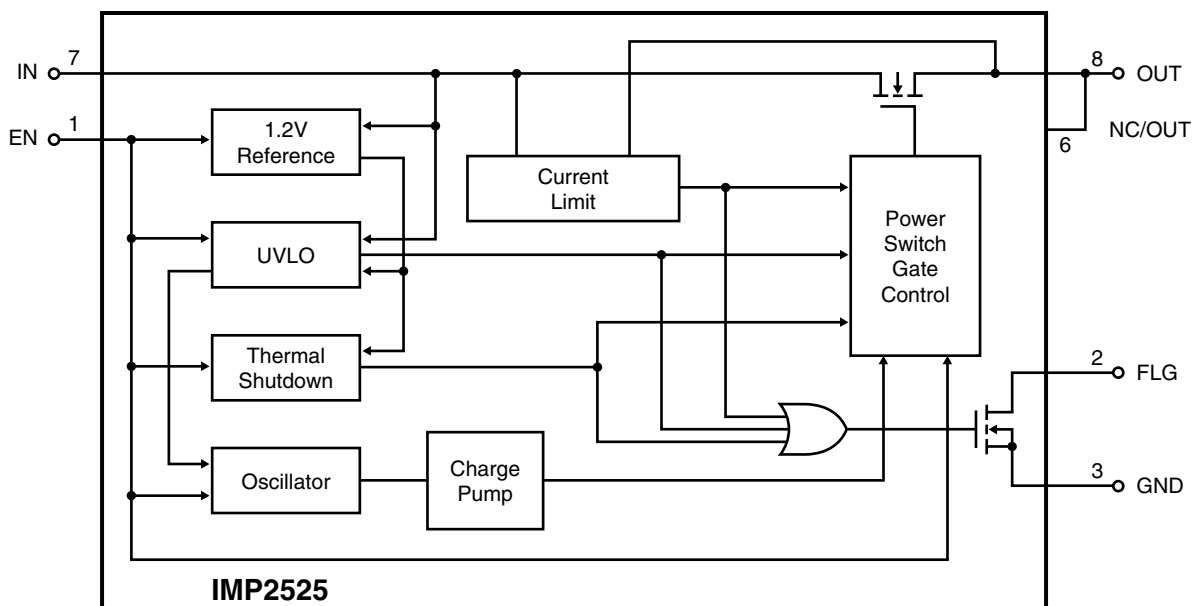 7
IN
8
OUT
1
EN
1.2V
Reference
NC/OUT
6
Current
Limit
Power
Switch
Gate
Control
UVLO
Thermal
Shutdown
2
FLG
Oscillator
Charge
Pump
3
GND
IMP2525